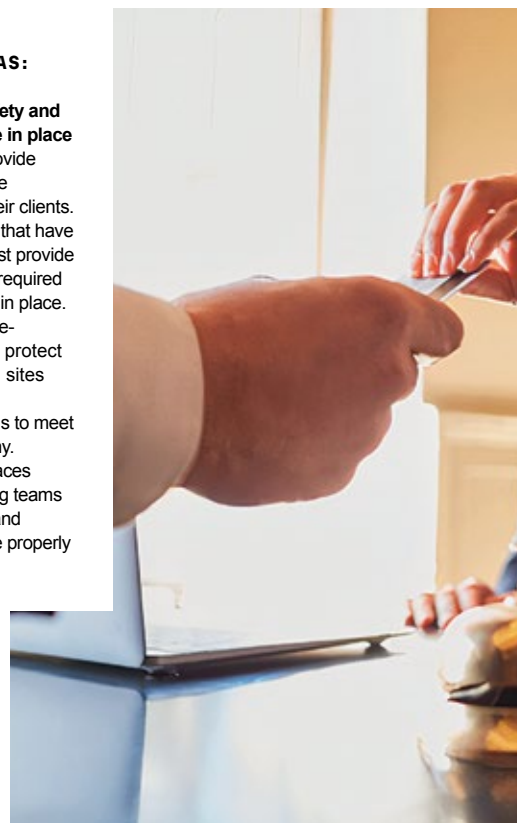 AS:
ety and
e in place
ovide
e
eir clients.
that have
st provide
required
in place.
e-
protect
sites
s to meet
ny.
aces
g teams
and
e properly